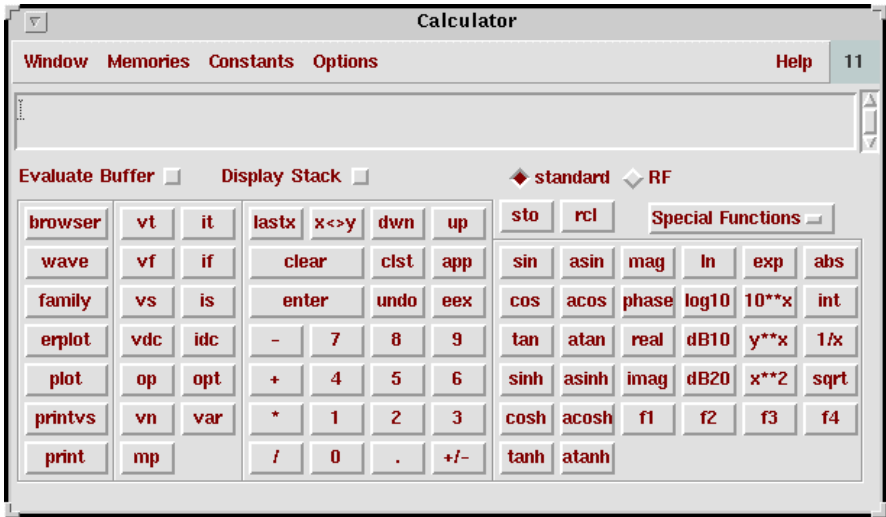 Calculator
Window Memories Constants Options Help 11
Evaluate Buffer Display Stack standard RF
browser vt it lastx x<>y dwn up sto rcl Special Functions
wave vf if clear clst app sin asin mag ln exp abs
family vs is enter undo eex cos acos phase log10 10**x int
erplot vdc idc - 7 8 9 tan atan real dB10 y**x 1/x
plot op opt + 4 5 6 sinh asinh imag dB20 x**2 sqrt
printvs vn var * 1 2 3 cosh acosh f1 f2 f3 f4
print mp / 0 . +/- tanh atanh